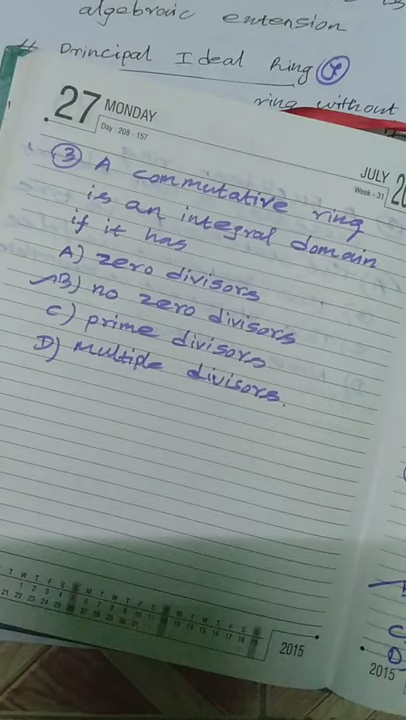 algebraic extension
# Principal Ideal Ring
ring without
27 MONDAY
Day : 208 - 157
JULY
Week - 31
③ A commutative ring
is an integral domain
if it has
A) zero divisors
B) no zero divisors
C) prime divisors
D) Multiple divisors.
T W T F S S M T W T F S S M T W T F S S
2015
2015